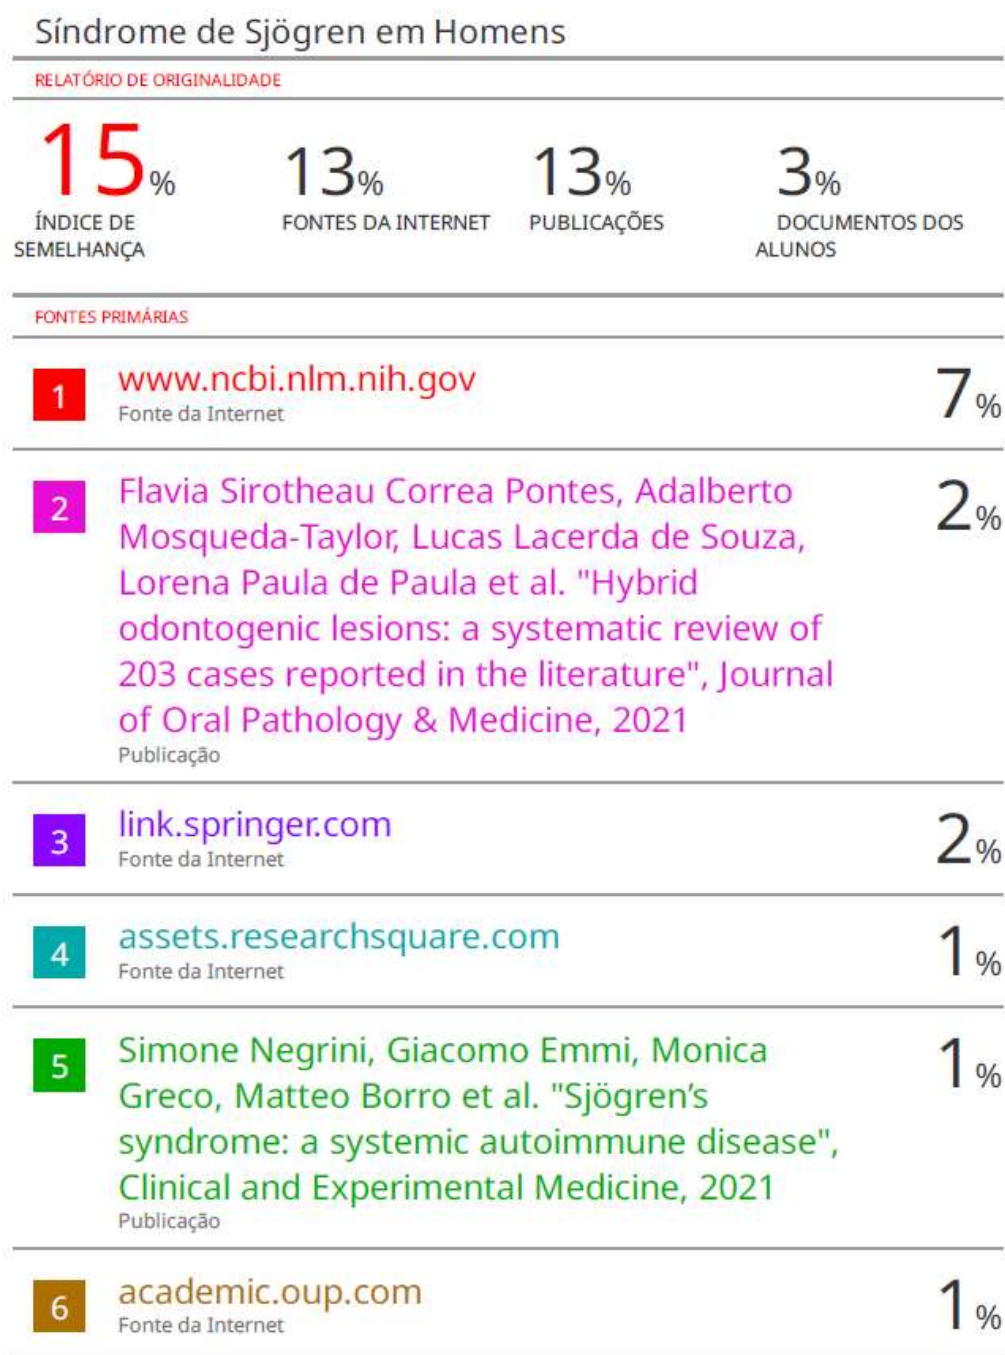 Síndrome de Sjögren em Homens
RELATÓRIO DE ORIGINALIDADE
15% 13% 13% 3%
ÍNDICE DE FONTES DA INTERNET PUBLICAÇÕES DOCUMENTOS DOS
SEMELHANÇA ALUNOS
FONTES PRIMÁRIAS
1 www.ncbi.nlm.nih.gov 7%
Fonte da Internet
2 Flavia Sirotheau Correa Pontes, Adalberto 2%
Mosqueda-Taylor, Lucas Lacerda de Souza,
Lorena Paula de Paula et al. "Hybrid
odontogenic lesions: a systematic review of
203 cases reported in the literature", Journal
of Oral Pathology & Medicine, 2021
Publicação
3 link.springer.com 2%
Fonte da Internet
4 assets.researchsquare.com 1%
Fonte da Internet
5 Simone Negrini, Giacomo Emmi, Monica 1%
Greco, Matteo Borro et al. "Sjögren’s
syndrome: a systemic autoimmune disease",
Clinical and Experimental Medicine, 2021
Publicação
6 academic.oup.com 1%
Fonte da Internet